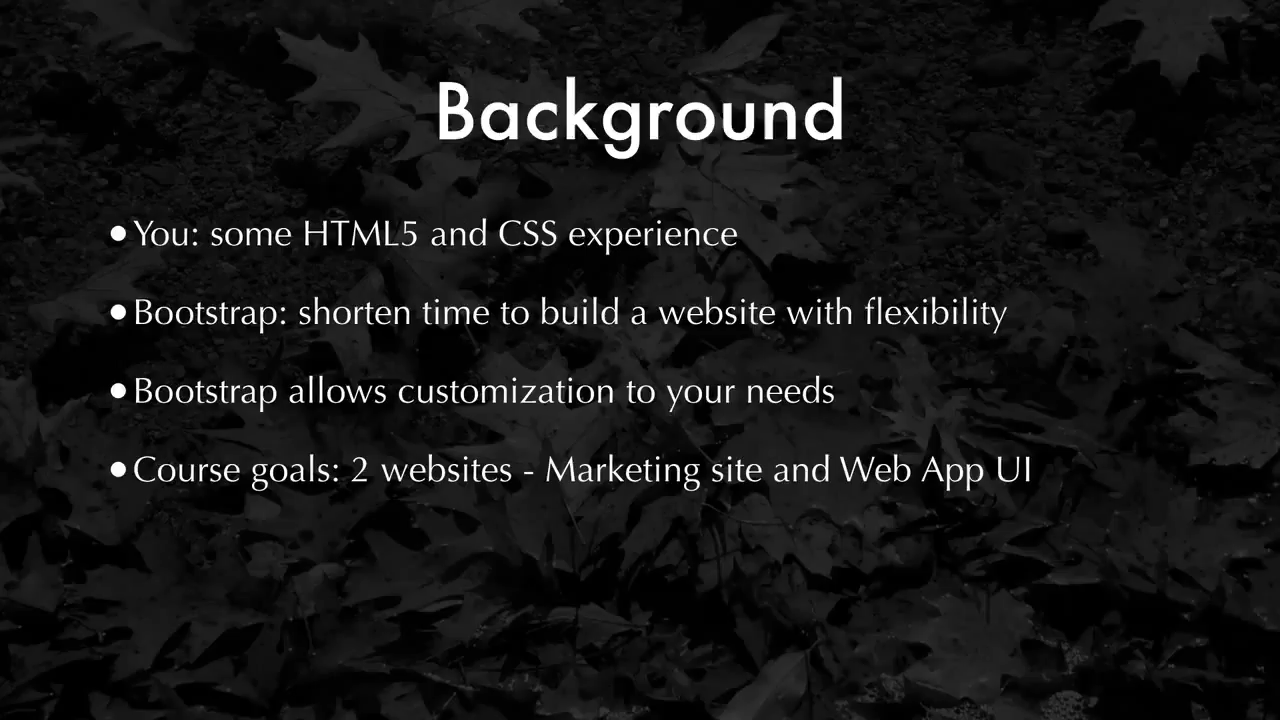 Background
•You: some HTML5 and CSS experience
•Bootstrap: shorten time to build a website with flexibility
•Bootstrap allows customization to your needs
•Course goals: 2 websites - Marketing site and Web App UI